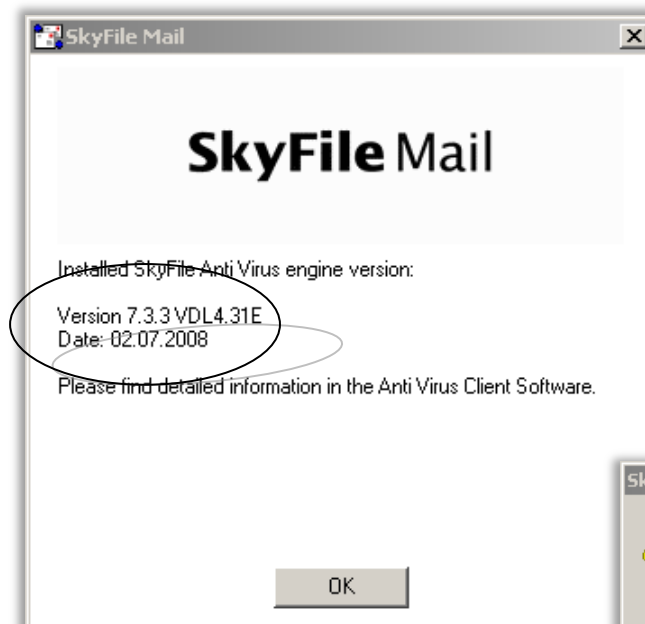 SkyFile Mail
SkyFile Mail
Installed SkyFile Anti Virus engine version:
Version 7.3.3 VDL4.31E
Date: 02.07.2008
Please find detailed information in the Anti Virus Client Software.
OK